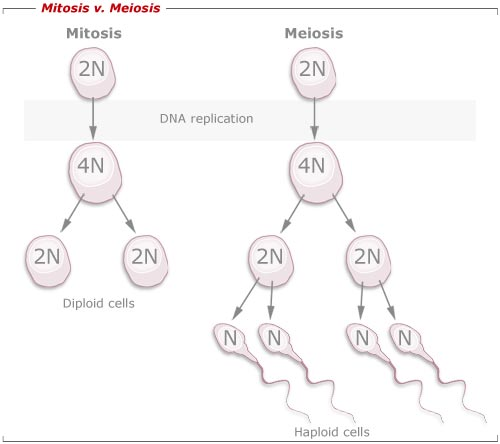 Mitosis v. Meiosis
Mitosis Meiosis
2N 2N
DNA replication
4N 4N
2N 2N 2N 2N
Diploid cells
N N N N
Haploid cells